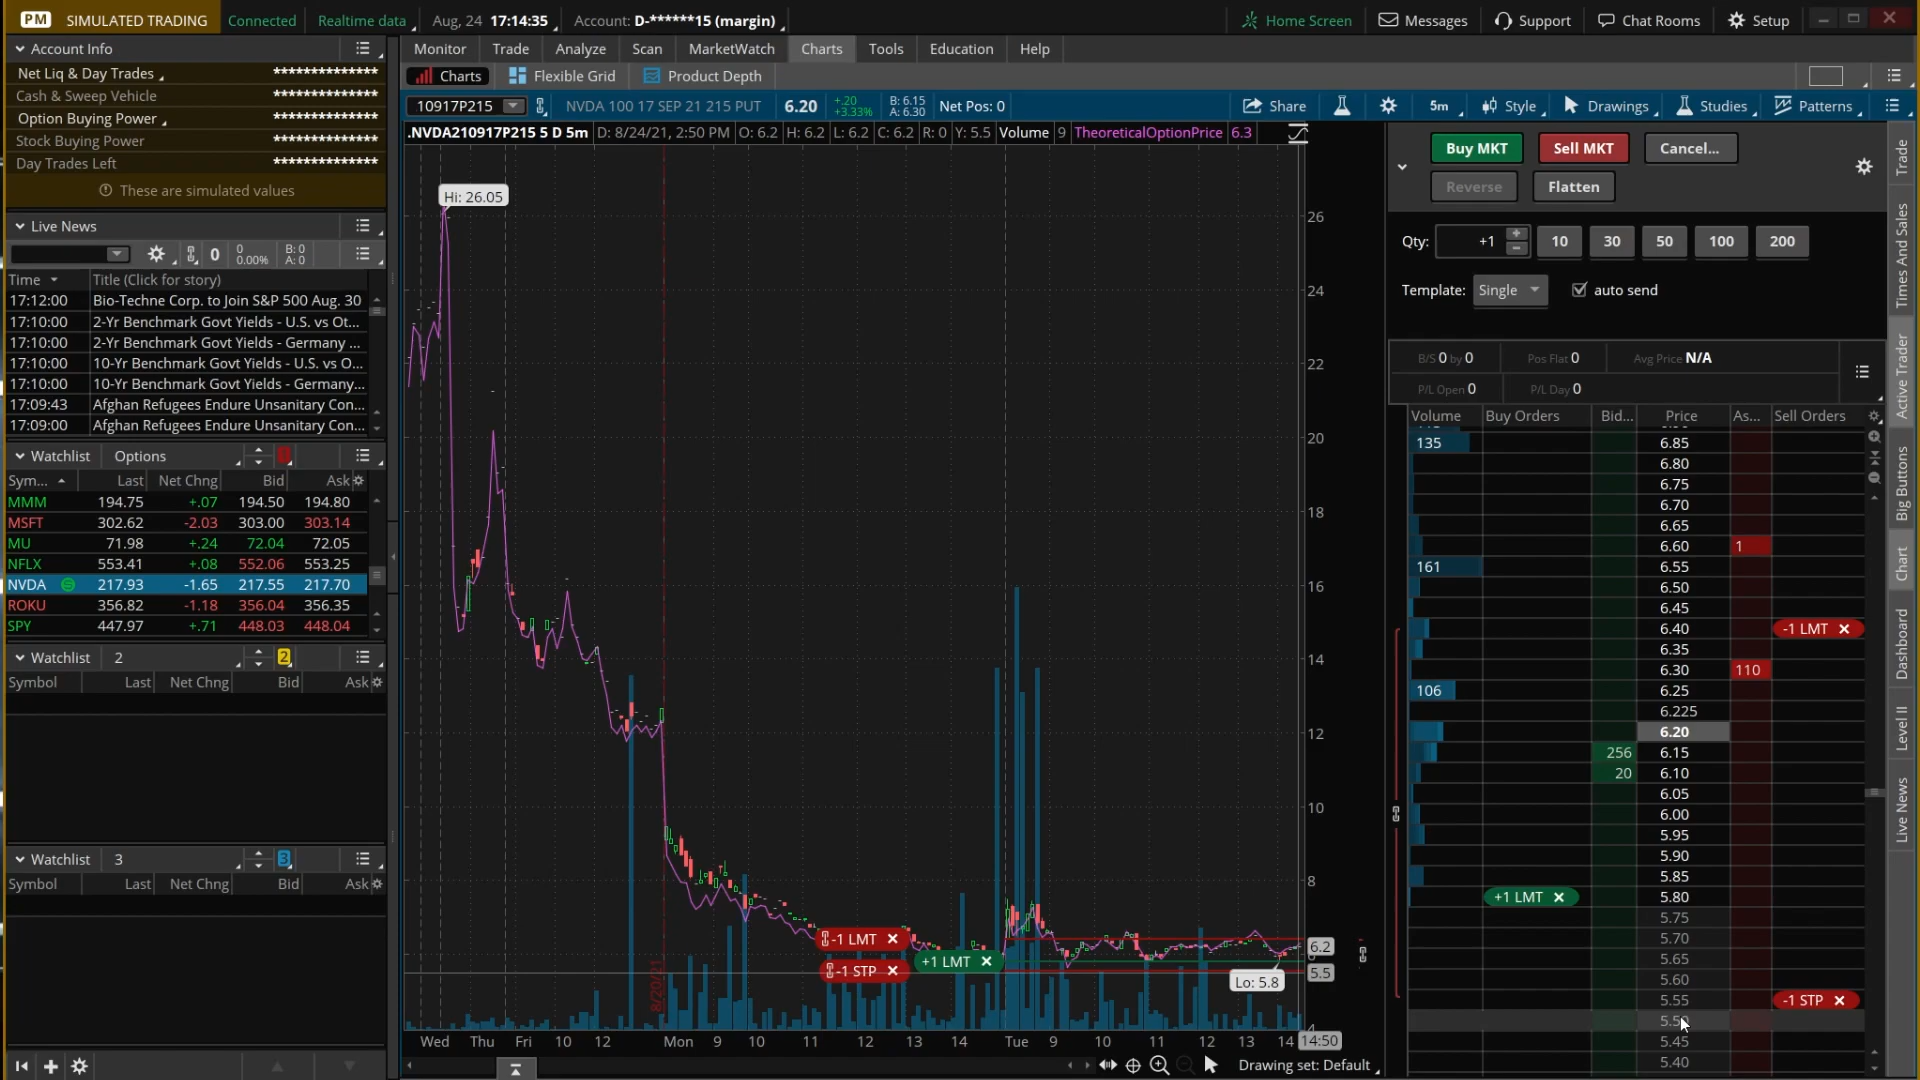 PM SIMULATED TRADING Connected Realtime data Aug, 24 17:14:35 Account: D-******15 (margin) Home Screen Messages Support Chat Rooms Setup
Account Info
Net Liq & Day Trades **************
Cash & Sweep Vehicle **************
Option Buying Power **************
Stock Buying Power **************
Day Trades Left **************
These are simulated values
Live News
0 0 0.00% B: 0 A: 0
Time Title (Click for story)
17:12:00 Bio-Techne Corp. to Join S&P 500 Aug. 30
17:10:00 2-Yr Benchmark Govt Yields - U.S. vs Ot...
17:10:00 2-Yr Benchmark Govt Yields - Germany ...
17:10:00 10-Yr Benchmark Govt Yields - U.S. vs O...
17:10:00 10-Yr Benchmark Govt Yields - Germany...
17:09:43 Afghan Refugees Endure Unsanitary Con...
17:09:00 Afghan Refugees Endure Unsanitary Con...
Watchlist Options
Sym... Last Net Chng Bid Ask
MMM 194.75 +.07 194.50 194.80
MSFT 302.62 -2.03 303.00 303.14
MU 71.98 +.24 72.04 72.05
NFLX 553.41 +.08 552.06 553.25
NVDA 217.93 -1.65 217.55 217.70
ROKU 356.82 -1.18 356.04 356.35
SPY 447.97 +.71 448.03 448.04
Watchlist 2 2
Symbol Last Net Chng Bid Ask
Watchlist 3 3
Symbol Last Net Chng Bid Ask
Monitor Trade Analyze Scan MarketWatch Charts Tools Education Help
Charts Flexible Grid Product Depth
10917P215 NVDA 100 17 SEP 21 215 PUT 6.20 +.20 +3.33% B: 6.15 A: 6.30 Net Pos: 0 Share 5m Style Drawings Studies Patterns
.NVDA210917P215 5 D 5m D: 8/24/21, 2:50 PM O: 6.2 H: 6.2 L: 6.2 C: 6.2 R: 0 Y: 5.5 Volume 9 TheoreticalOptionPrice 6.3
Hi: 26.05
26
24
22
20
18
16
14
12
10
8
-1 LMT
+1 LMT
-1 STP
6.2
5.5
Lo: 5.8
8/20/21
4
Wed Thu Fri 10 12 Mon 9 10 11 12 13 14 Tue 9 10 11 12 13 14 14:50
Drawing set: Default
Buy MKT Sell MKT Cancel...
Reverse Flatten
Qty: +1 10 30 50 100 200
Template: Single auto send
B/S 0 by 0 Pos Flat 0 Avg Price N/A
P/L Open 0 P/L Day 0
Volume Buy Orders Bid... Price As... Sell Orders
135 6.85
6.80
6.75
6.70
6.65
6.60 1
161 6.55
6.50
6.45
6.40 -1 LMT
6.35
6.30 110
106 6.25
6.225
6.20
256 6.15
20 6.10
6.05
6.00
5.95
5.90
5.85
+1 LMT 5.80
5.75
5.70
5.65
5.60
5.55 -1 STP
5.45
5.40
Trade
Times And Sales
Active Trader
Big Buttons
Chart
Dashboard
Level II
Live News